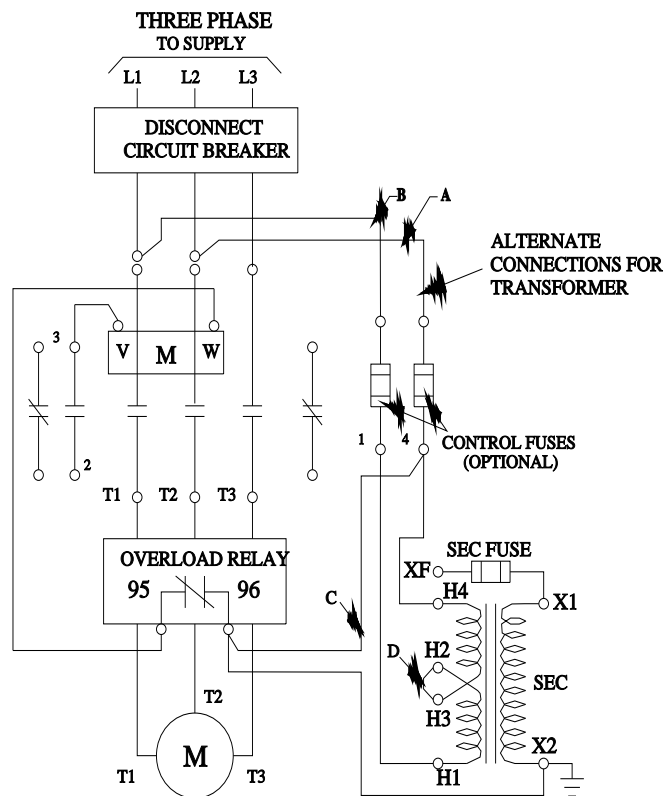 THREE PHASE
TO SUPPLY
L1 L2 L3
DISCONNECT
CIRCUIT BREAKER
B A
ALTERNATE
CONNECTIONS FOR
TRANSFORMER
3
V M W
2
1 4
CONTROL FUSES
(OPTIONAL)
T1 T2 T3
OVERLOAD RELAY
95 96
SEC FUSE
XF
H4 X1
C
D H2
SEC
H3
T2
M
X2
T1 T3
H1